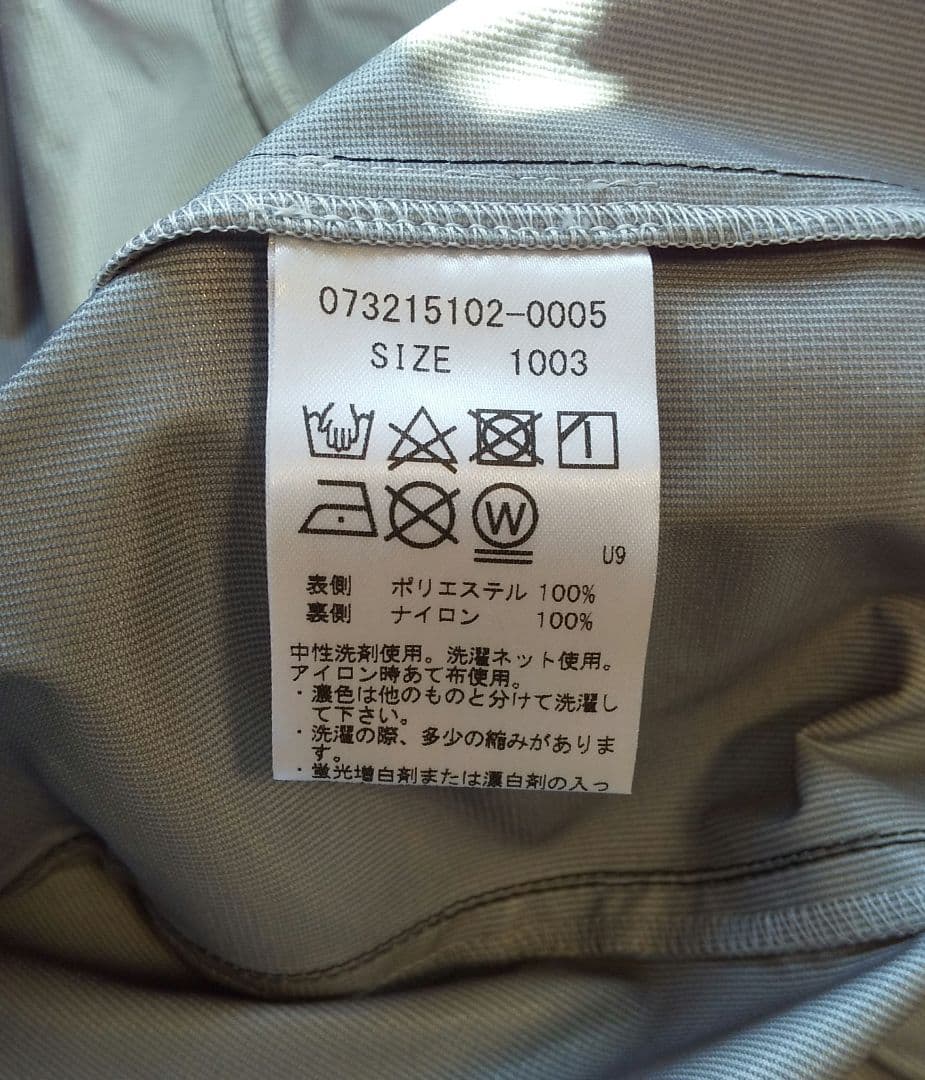 073215102-0005
SIZE 1003
W
U9
表側 ポリエステル 100%
裏側 ナイロン 100%
中性洗剤使用。洗濯ネット使用。
アイロン時あて布使用。
・濃色は他のものと分けて洗濯し
て下さい。
・洗濯の際、多少の縮みがありま
す。
・蛍光増白剤または漂白剤の入っ